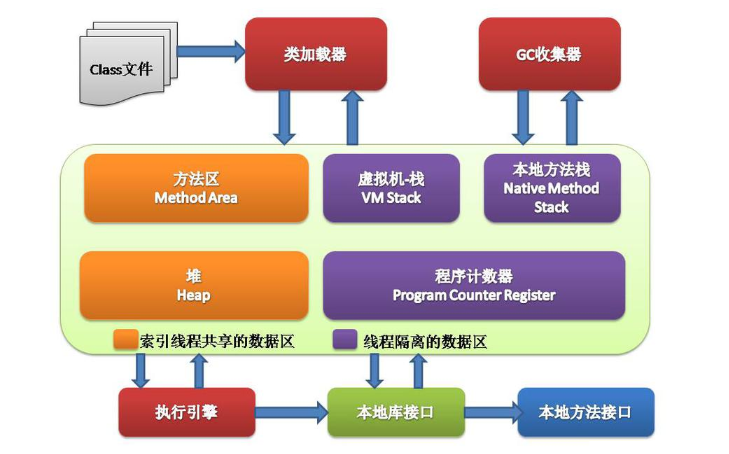 Class文件
类加载器
GC收集器
方法区
Method Area
虚拟机-栈
VM Stack
本地方法栈
Native Method
Stack
堆
Heap
程序计数器
Program Counter Register
索引线程共享的数据区
线程隔离的数据区
执行引擎
本地库接口
本地方法接口